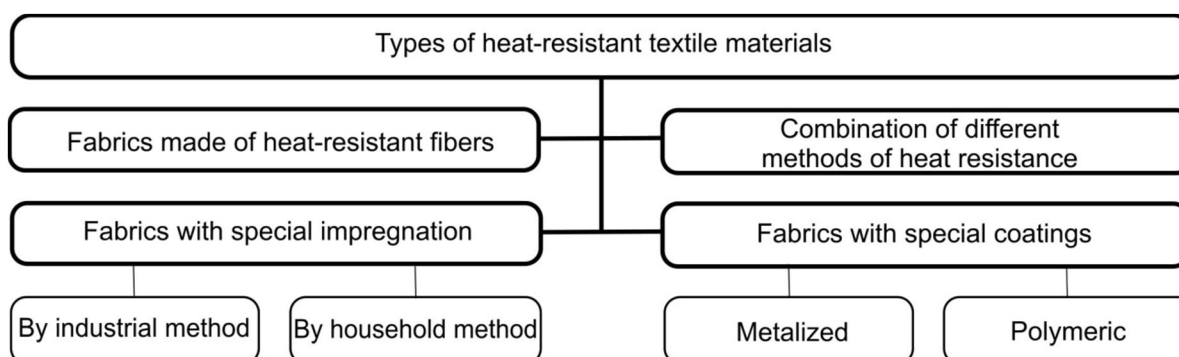 Types of heat-resistant textile materials
Fabrics made of heat-resistant fibers
Combination of different
methods of heat resistance
Fabrics with special impregnation
Fabrics with special coatings
By industrial method
By household method
Metalized
Polymeric